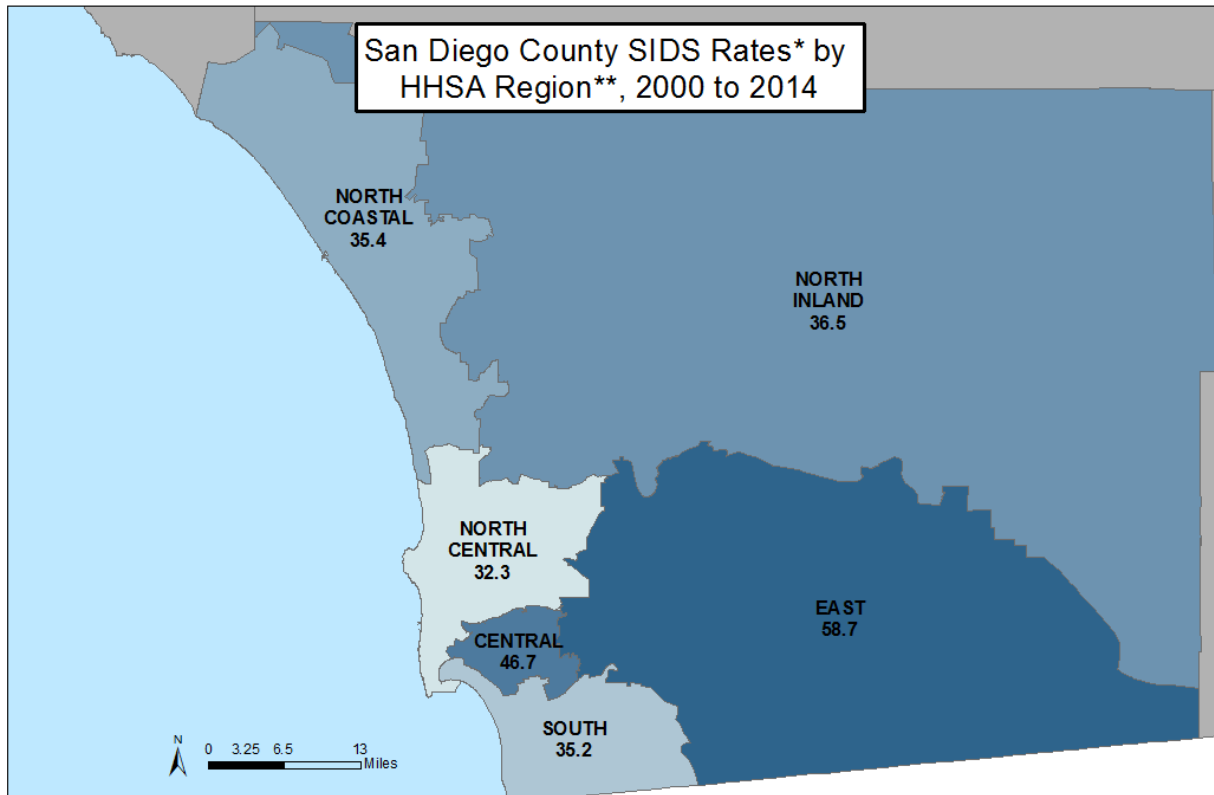 San Diego County SIDS Rates* by
HHSA Region**, 2000 to 2014
NORTH
COASTAL
35.4
NORTH
INLAND
36.5
NORTH
CENTRAL
32.3
EAST
58.7
CENTRAL
46.7
SOUTH
35.2
N
0 3.25 6.5 13
Miles